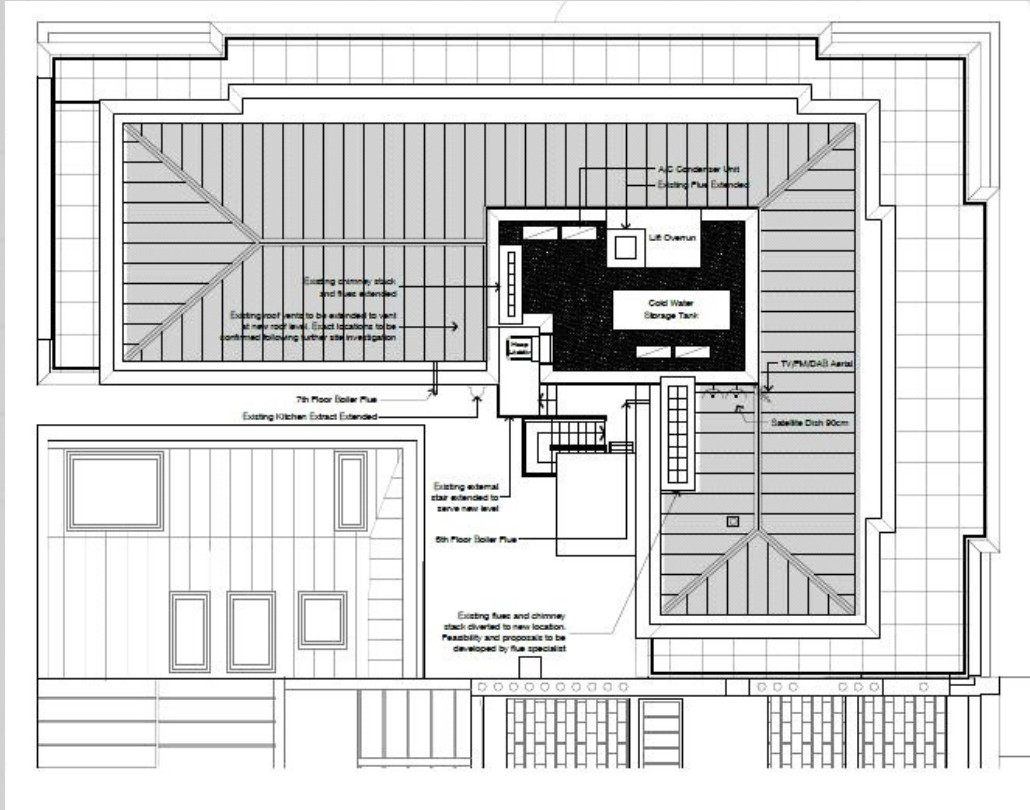 A/C Condenser Unit
Existing Flue Extended
Lift Overrun
Existing chimney stack
and flues extended
Cold Water
Storage Tank
Existing roof vents to be extended to vent
at new roof level. Exact locations to be
confirmed following further site investigation
TV/FM/DAB Aerial
7th Floor Boiler Flue
Existing Kitchen Extract Extended
Satellite Dish 90cm
Existing external
stair extended to
serve new level
6th Floor Boiler Flue
Existing flues and chimney
stack diverted to new location.
Feasibility and proposals to be
developed by flue specialist